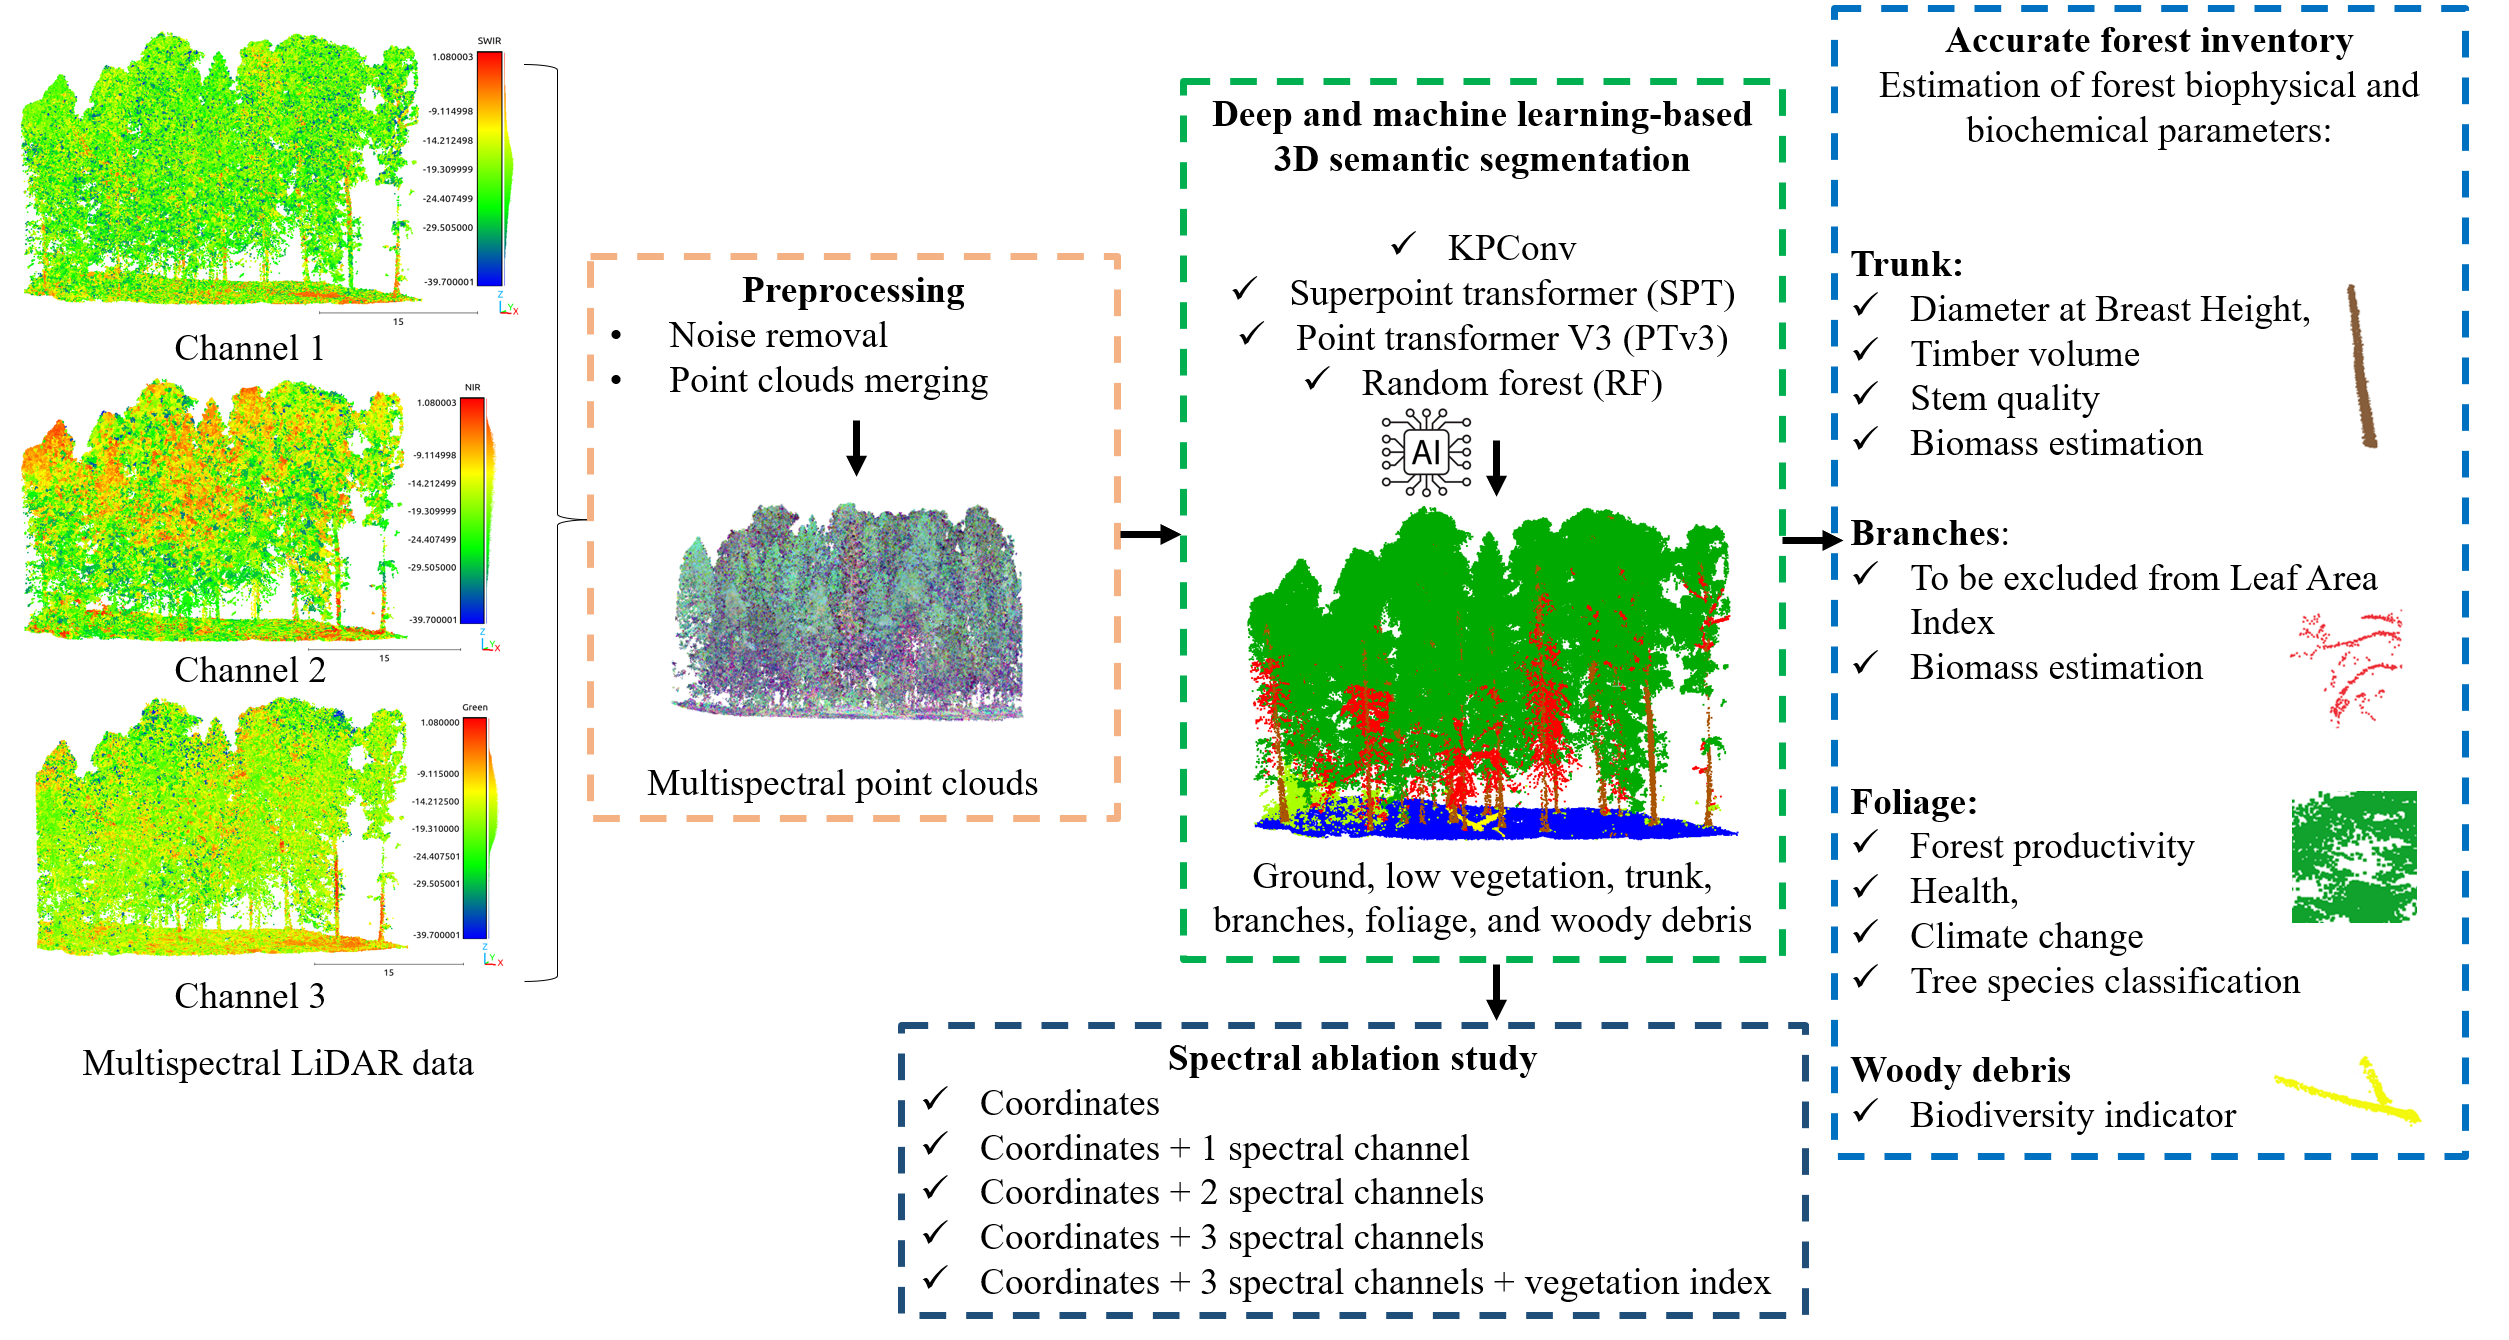 SWIR
1.080003
-9.114998
-14.212498
-19.309999
-24.407499
-29.505000
-39.700001
Z
Y
X
15
Channel 1
NIR
1.080003
-9.114998
-14.212499
-19.309999
-24.407499
-29.505000
-39.700001
Z
Y
X
15
Channel 2
Green
1.080000
-9.115000
-14.212500
-19.310000
-24.407501
-29.505001
-39.700001
Z
Y
X
15
Channel 3
Multispectral LiDAR data
Preprocessing
• Noise removal
• Point clouds merging
Multispectral point clouds
Deep and machine learning-based
3D semantic segmentation
✓ KPConv
✓ Superpoint transformer (SPT)
✓ Point transformer V3 (PTv3)
✓ Random forest (RF)
AI
Ground, low vegetation, trunk,
branches, foliage, and woody debris
Spectral ablation study
✓ Coordinates
✓ Coordinates + 1 spectral channel
✓ Coordinates + 2 spectral channels
✓ Coordinates + 3 spectral channels
✓ Coordinates + 3 spectral channels + vegetation index
Accurate forest inventory
Estimation of forest biophysical and
biochemical parameters:
Trunk:
✓ Diameter at Breast Height,
✓ Timber volume
✓ Stem quality
✓ Biomass estimation
Branches:
✓ To be excluded from Leaf Area
Index
✓ Biomass estimation
Foliage:
✓ Forest productivity
✓ Health,
✓ Climate change
✓ Tree species classification
Woody debris
✓ Biodiversity indicator